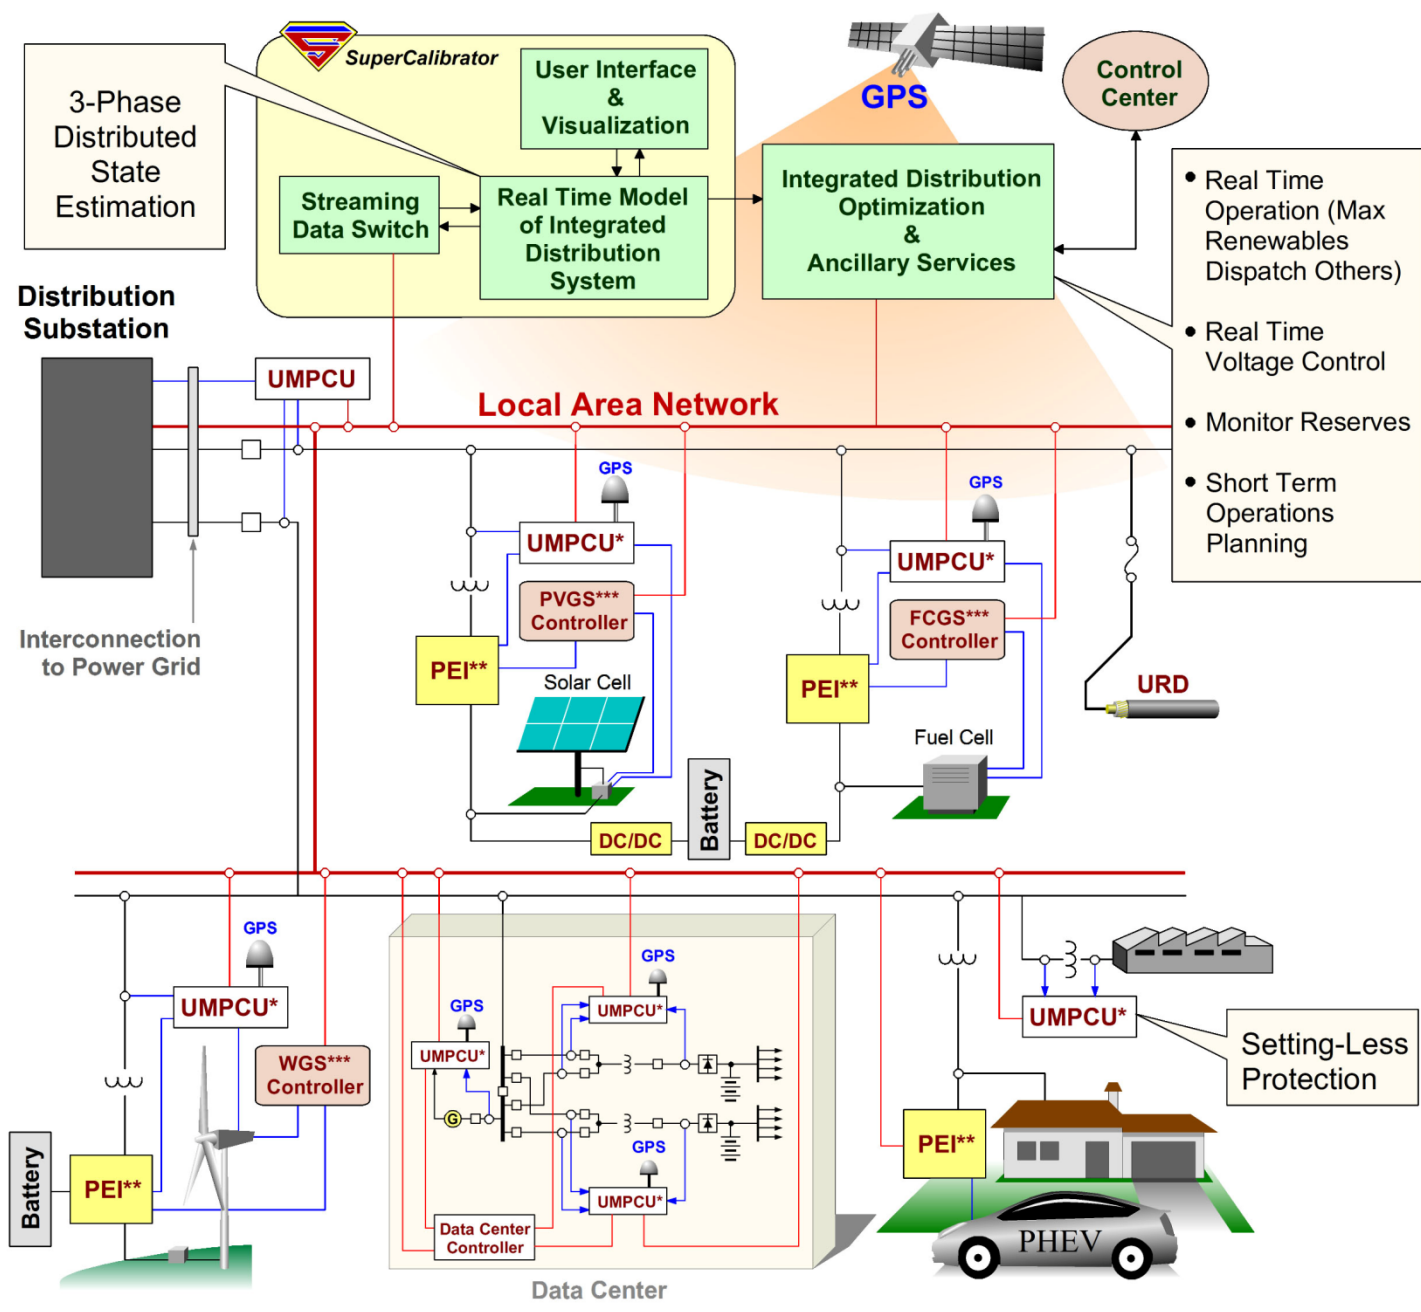 SuperCalibrator
3-Phase
Distributed
State
Estimation
User Interface
&
Visualization
Streaming
Data Switch
Real Time Model
of Integrated
Distribution
System
GPS
Control
Center
Integrated Distribution
Optimization
&
Ancillary Services
• Real Time
Operation (Max
Renewables
Dispatch Others)
• Real Time
Voltage Control
• Monitor Reserves
• Short Term
Operations
Planning
Distribution
Substation
UMPCU
Local Area Network
Interconnection
to Power Grid
GPS
UMPCU*
PVGS***
Controller
PEI**
Solar Cell
GPS
UMPCU*
FCGS***
Controller
PEI**
Fuel Cell
URD
DC/DC
Battery
DC/DC
GPS
UMPCU*
WGS***
Controller
PEI**
Battery
GPS
UMPCU*
G
GPS
UMPCU*
GPS
UMPCU*
Data Center
Controller
Data Center
UMPCU*
Setting-Less
Protection
PEI**
PHEV